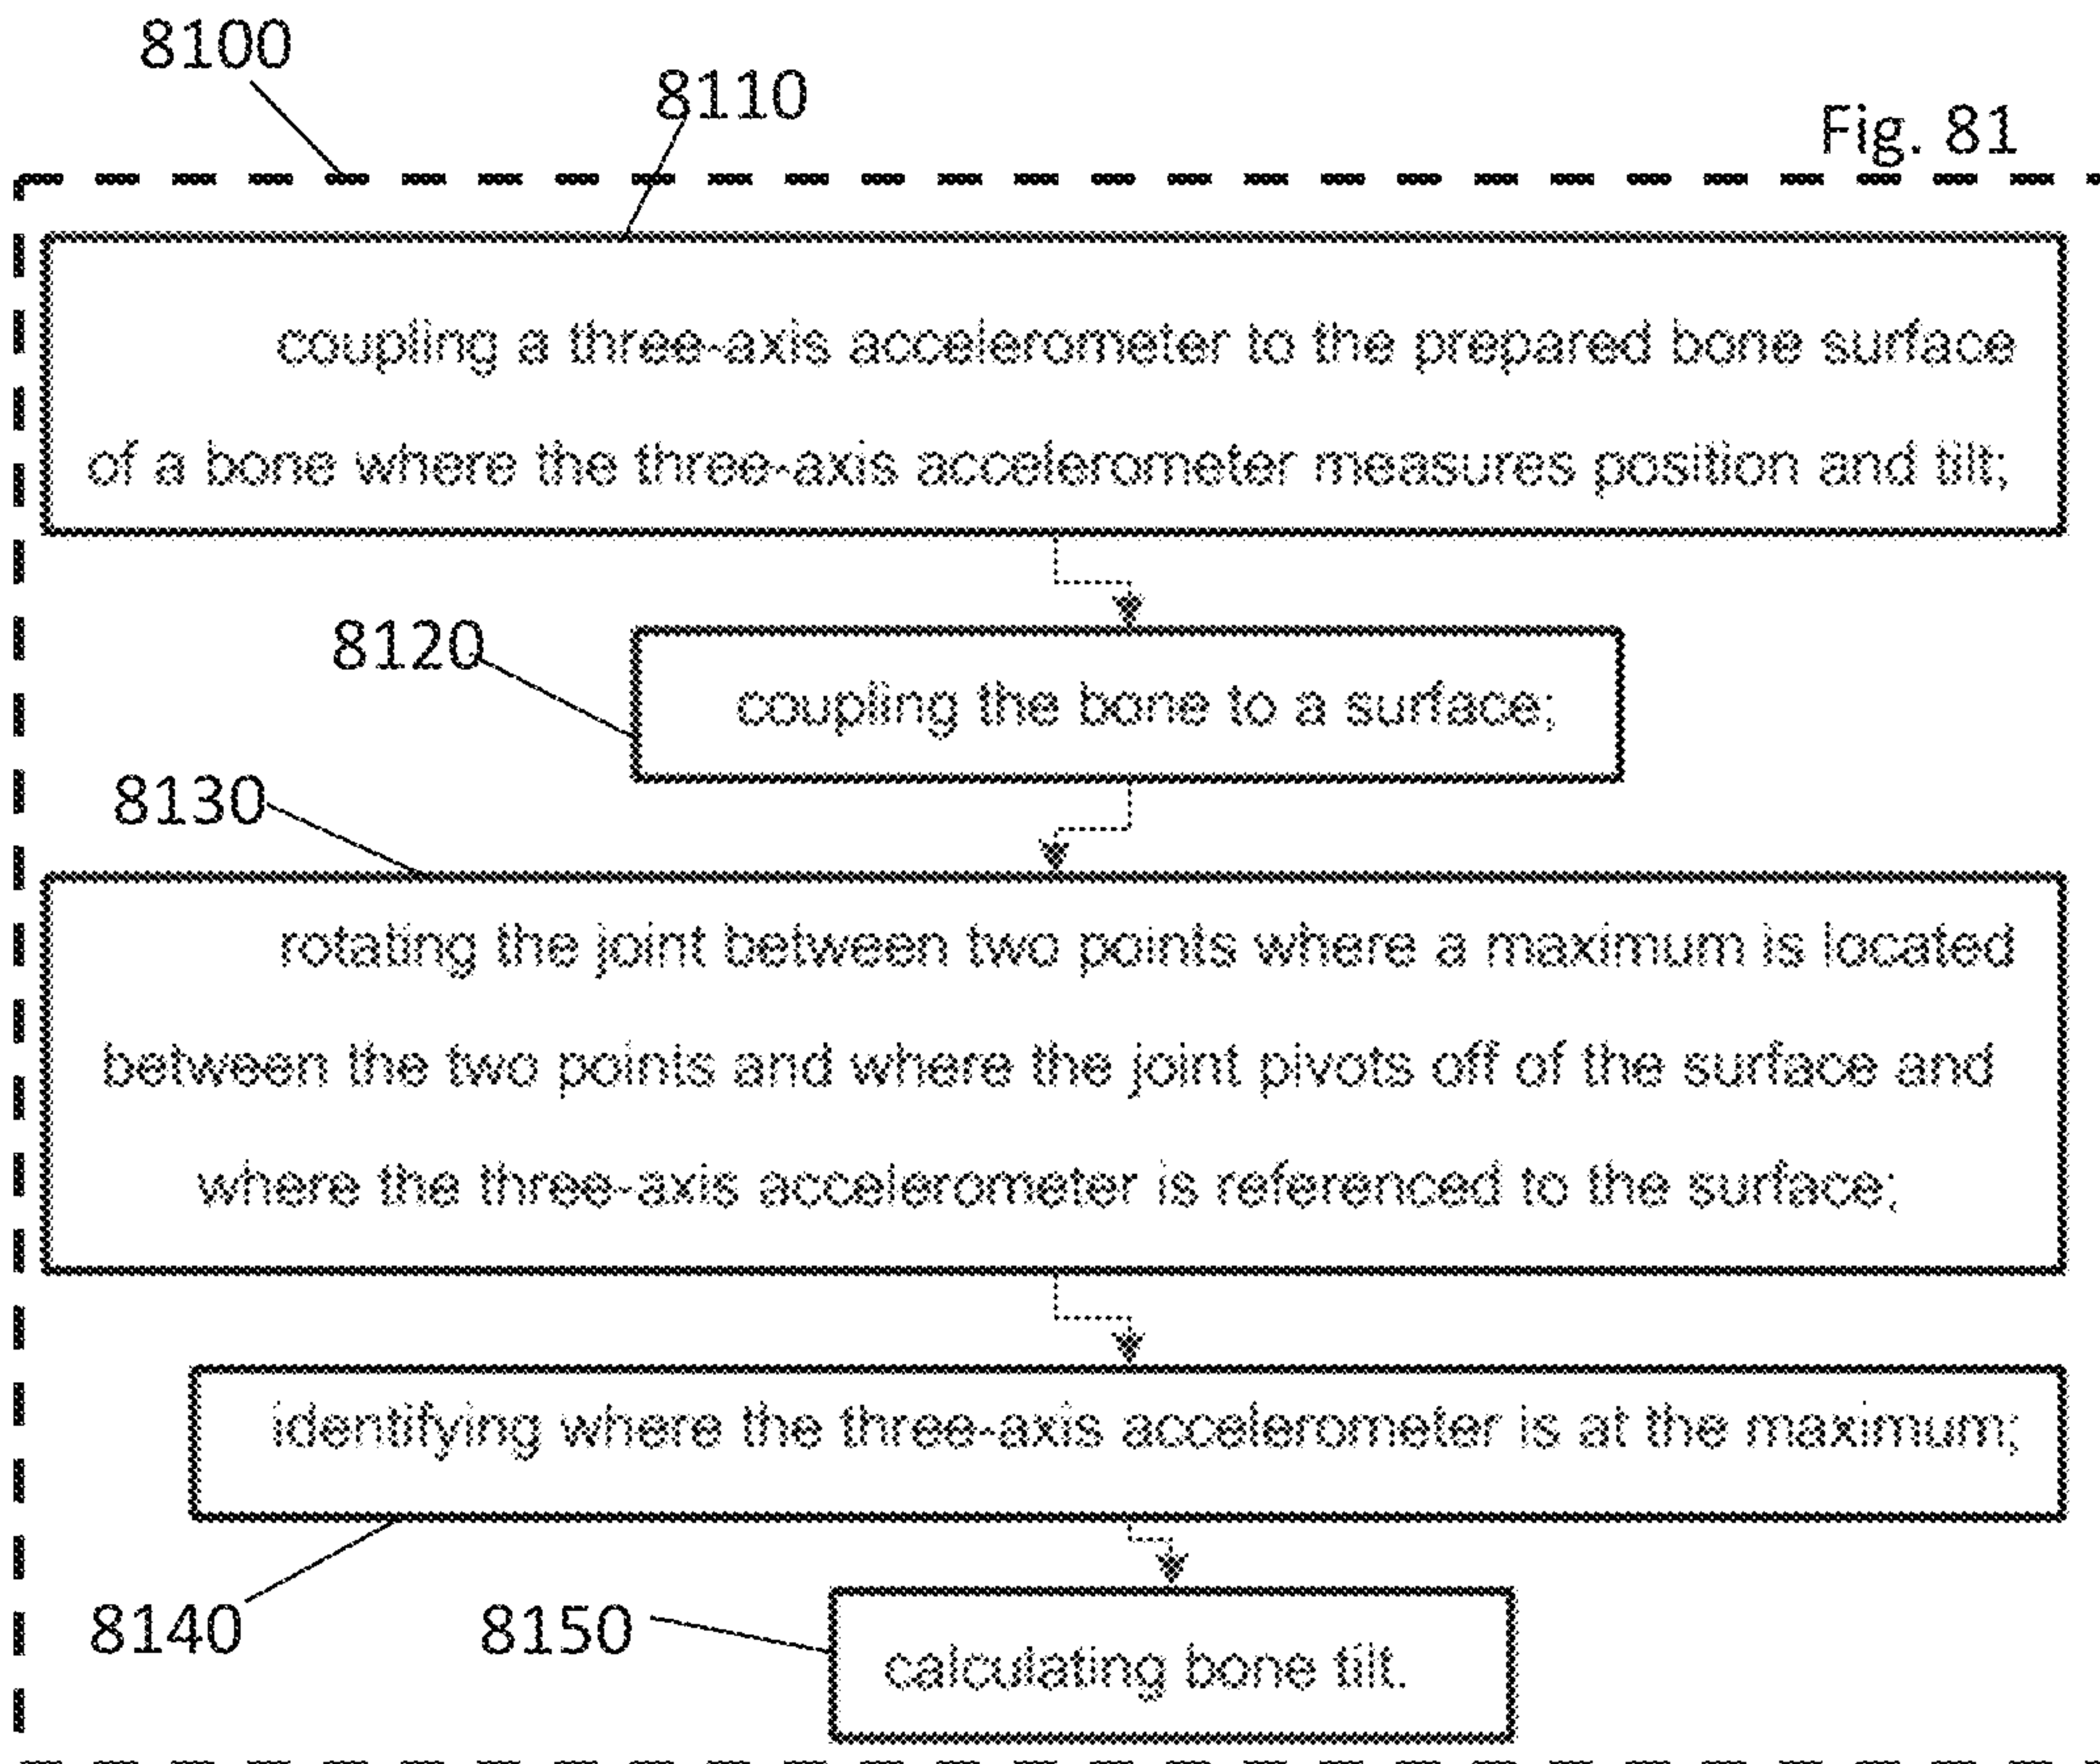 8100
8110
Fig. 81
coupling a three-axis accelerometer to the prepared bone surface
of a bone where the three-axis accelerometer measures position and tilt;
8120
coupling the bone to a surface;
8130
rotating the joint between two points where a maximum is located
between the two points and where the joint pivots off of the surface and
where the three-axis accelerometer is referenced to the surface;
identifying where the three-axis accelerometer is at the maximum;
8140
8150
calculating bone tilt.